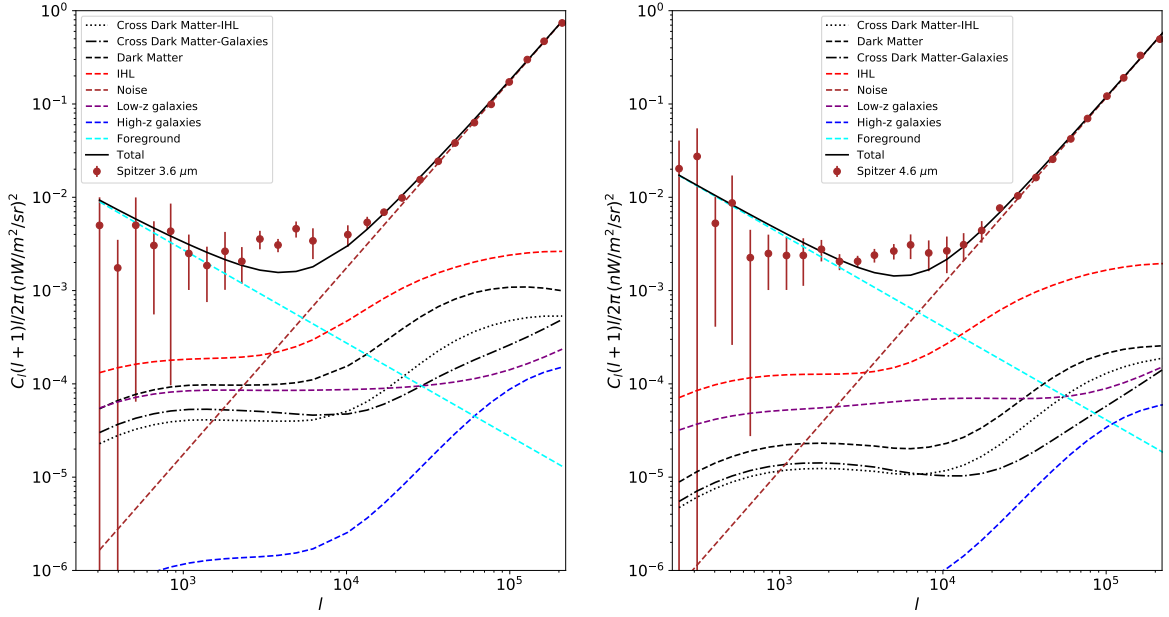 10⁰
10⁻¹
10⁻²
10⁻³
10⁻⁴
10⁻⁵
10⁻⁶
C_l(l + 1)l/2π (nW/m²/sr)²
Cross Dark Matter-IHL
Cross Dark Matter-Galaxies
Dark Matter
IHL
Noise
Low-z galaxies
High-z galaxies
Foreground
Total
Spitzer 3.6 μm
10³
10⁴
10⁵
l
10⁰
10⁻¹
10⁻²
10⁻³
10⁻⁴
10⁻⁵
10⁻⁶
C_l(l + 1)l/2π (nW/m²/sr)²
Cross Dark Matter-IHL
Dark Matter
Cross Dark Matter-Galaxies
IHL
Noise
Low-z galaxies
High-z galaxies
Foreground
Total
Spitzer 4.6 μm
10³
10⁴
10⁵
l